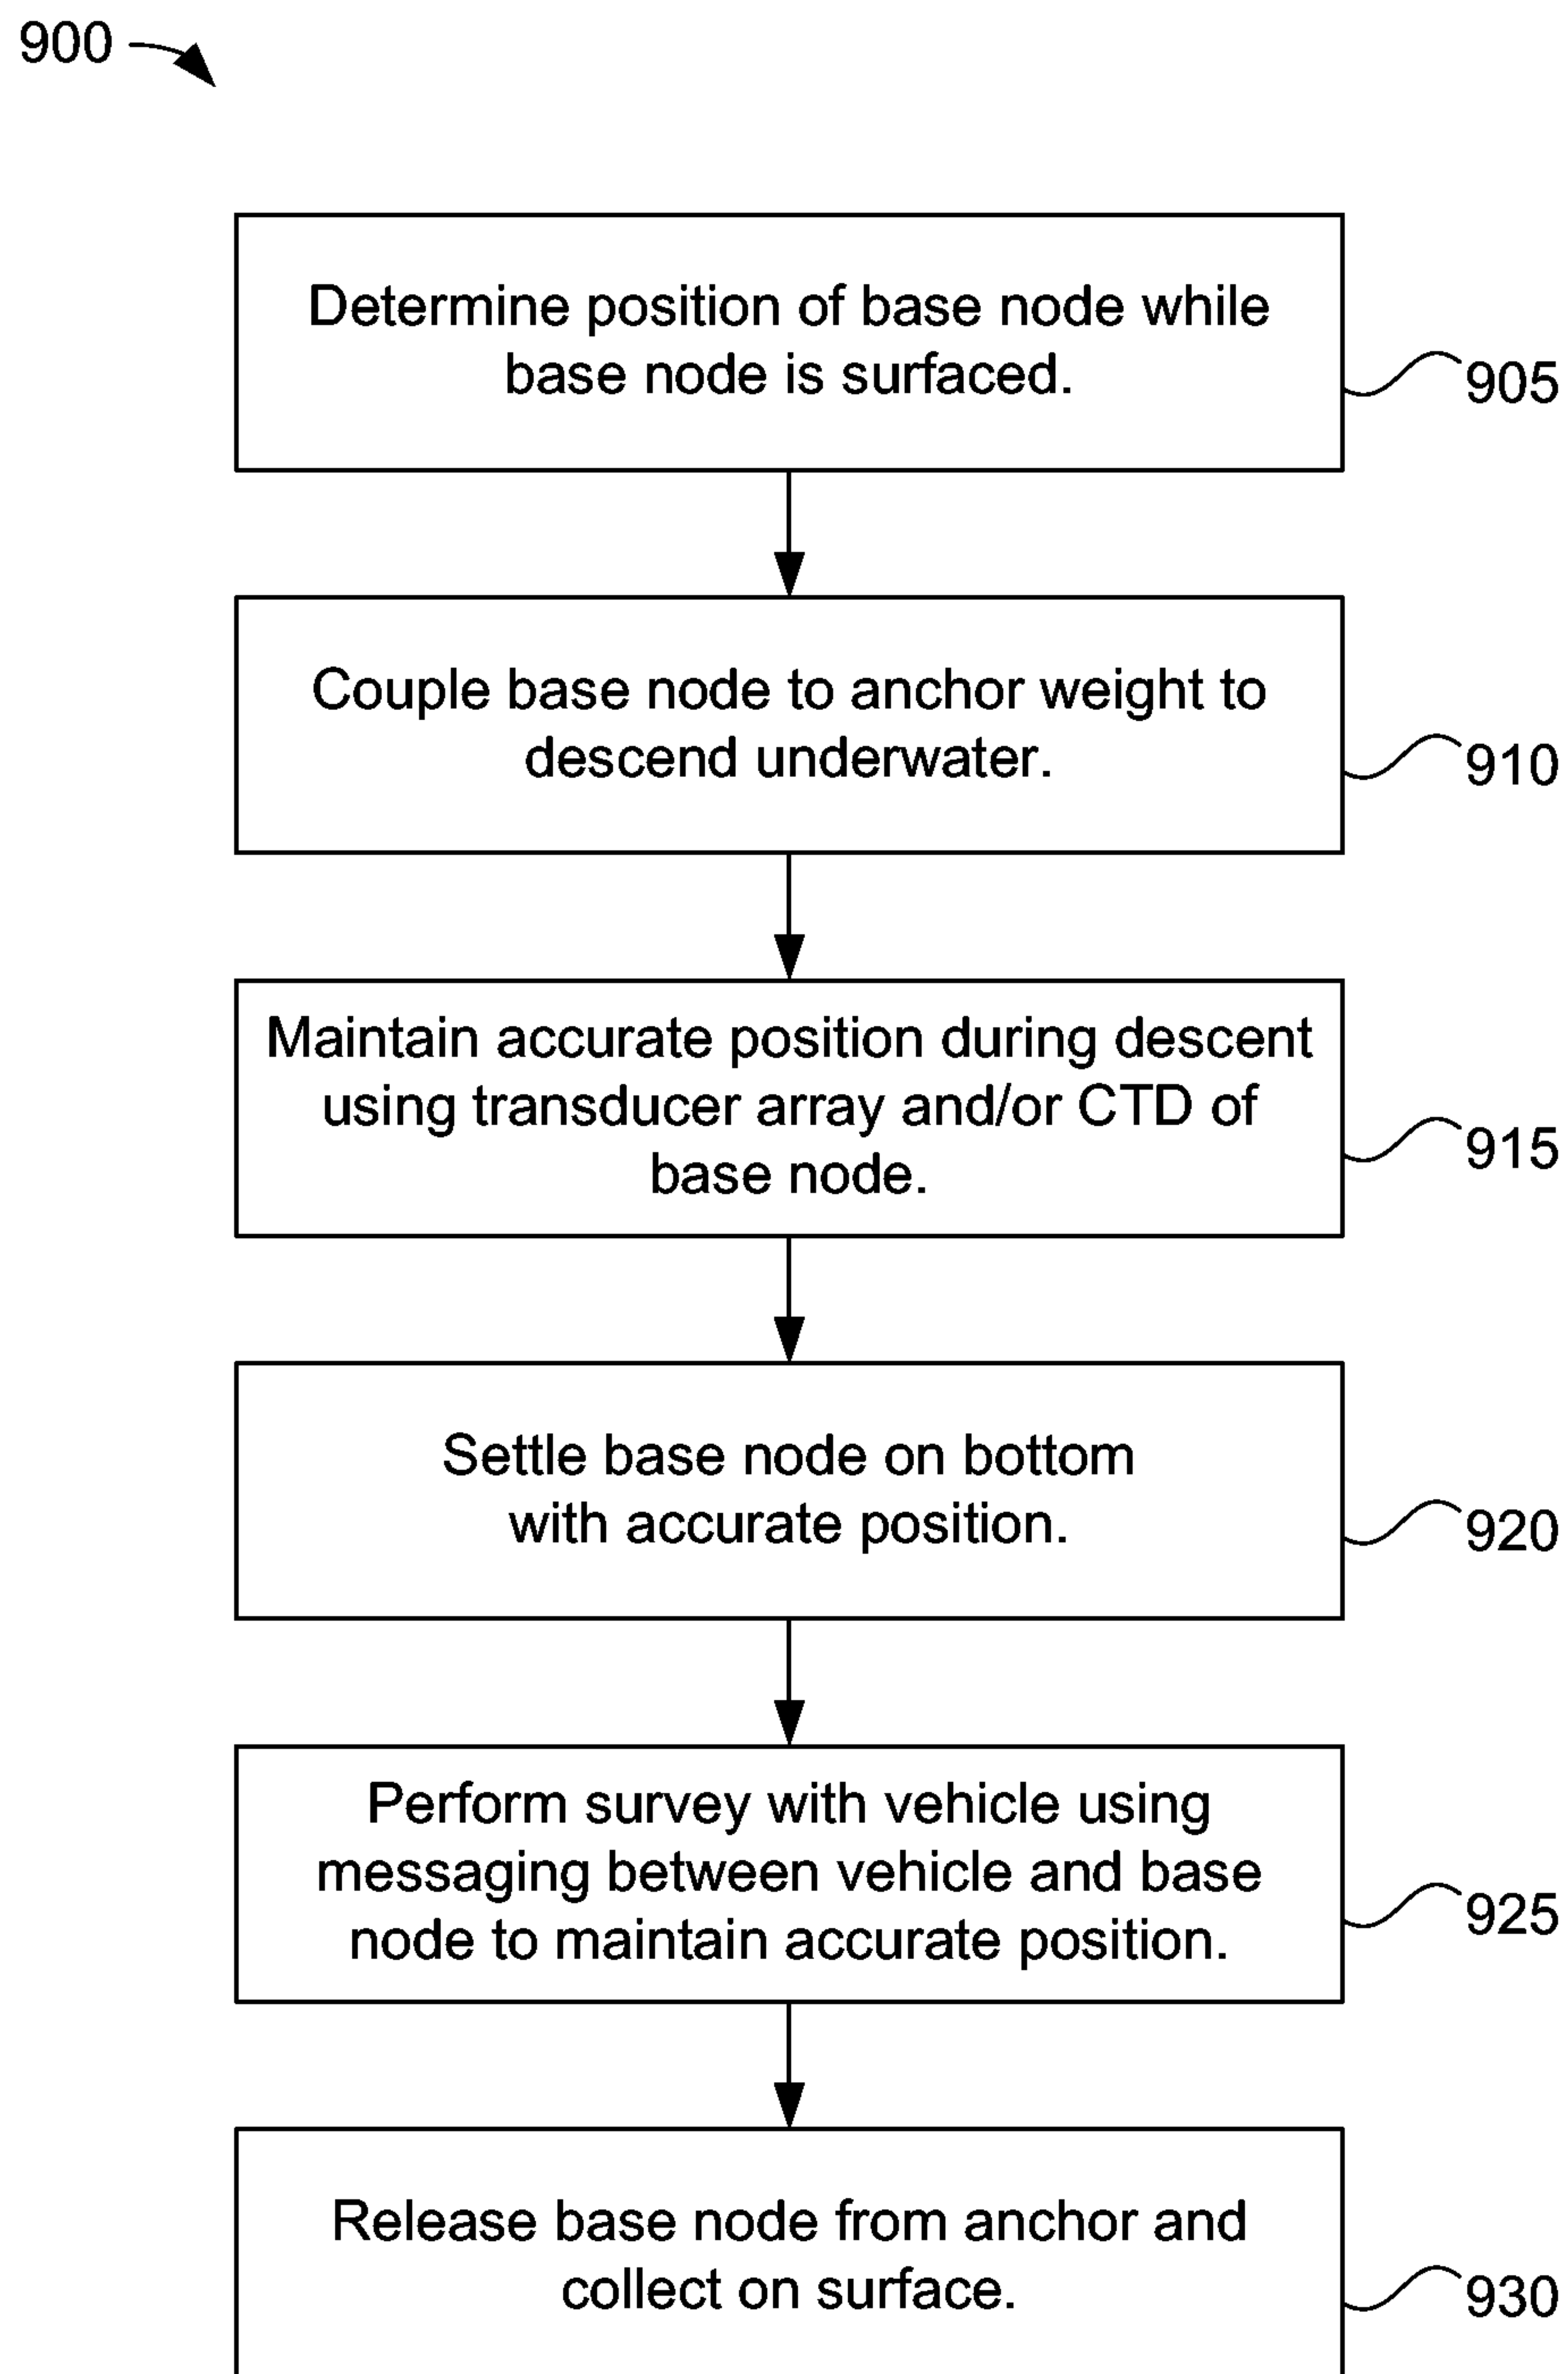 900
Determine position of base node while
base node is surfaced.
905
Couple base node to anchor weight to
descend underwater.
910
Maintain accurate position during descent
using transducer array and/or CTD of
base node.
915
Settle base node on bottom
with accurate position.
920
Perform survey with vehicle using
messaging between vehicle and base
node to maintain accurate position.
925
Release base node from anchor and
collect on surface.
930